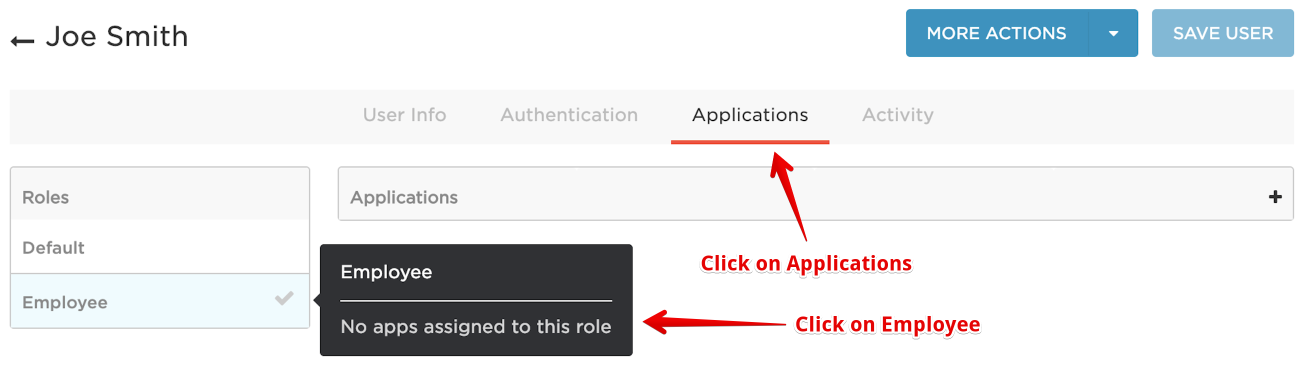 Joe Smith
MORE ACTIONS
SAVE USER
User Info
Authentication
Applications
Activity
Roles
Applications
Default
Employee
Click on Applications
Employee
No apps assigned to this role
Click on Employee